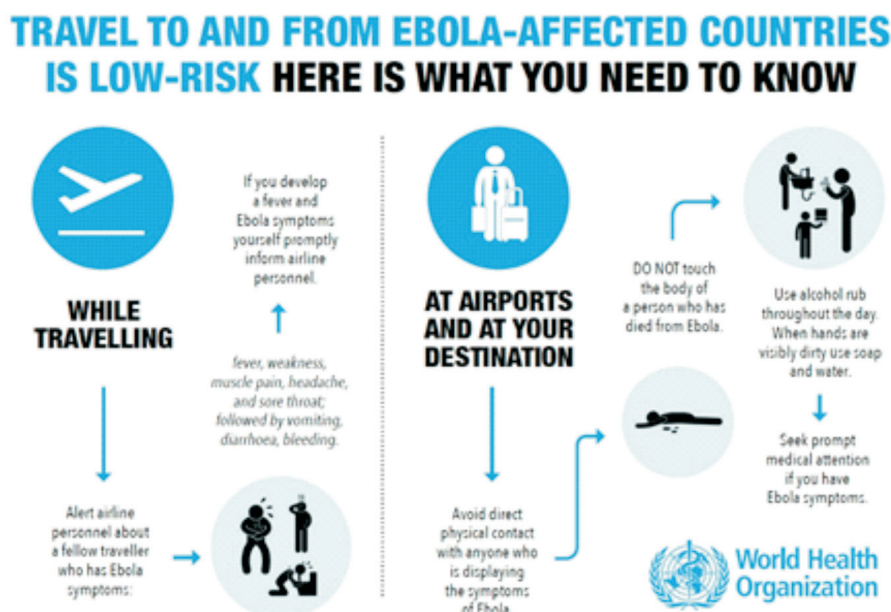 TRAVEL TO AND FROM EBOLA-AFFECTED COUNTRIES
IS LOW-RISK HERE IS WHAT YOU NEED TO KNOW
WHILE
TRAVELLING
Alert airline
personnel about
a fellow traveller
who has Ebola
symptoms:
fever, weakness,
muscle pain, headache,
and sore throat;
followed by vomiting,
diarrhoea, bleeding.
If you develop
a fever and
Ebola symptoms
yourself promptly
inform airline
personnel.
AT AIRPORTS
AND AT YOUR
DESTINATION
Avoid direct
physical contact
with anyone who
is displaying
the symptoms
of Ebola
DO NOT touch
the body of
a person who has
died from Ebola.
Use alcohol rub
throughout the day.
When hands are
visibly dirty use soap
and water.
Seek prompt
medical attention
if you have
Ebola symptoms.
World Health
Organization